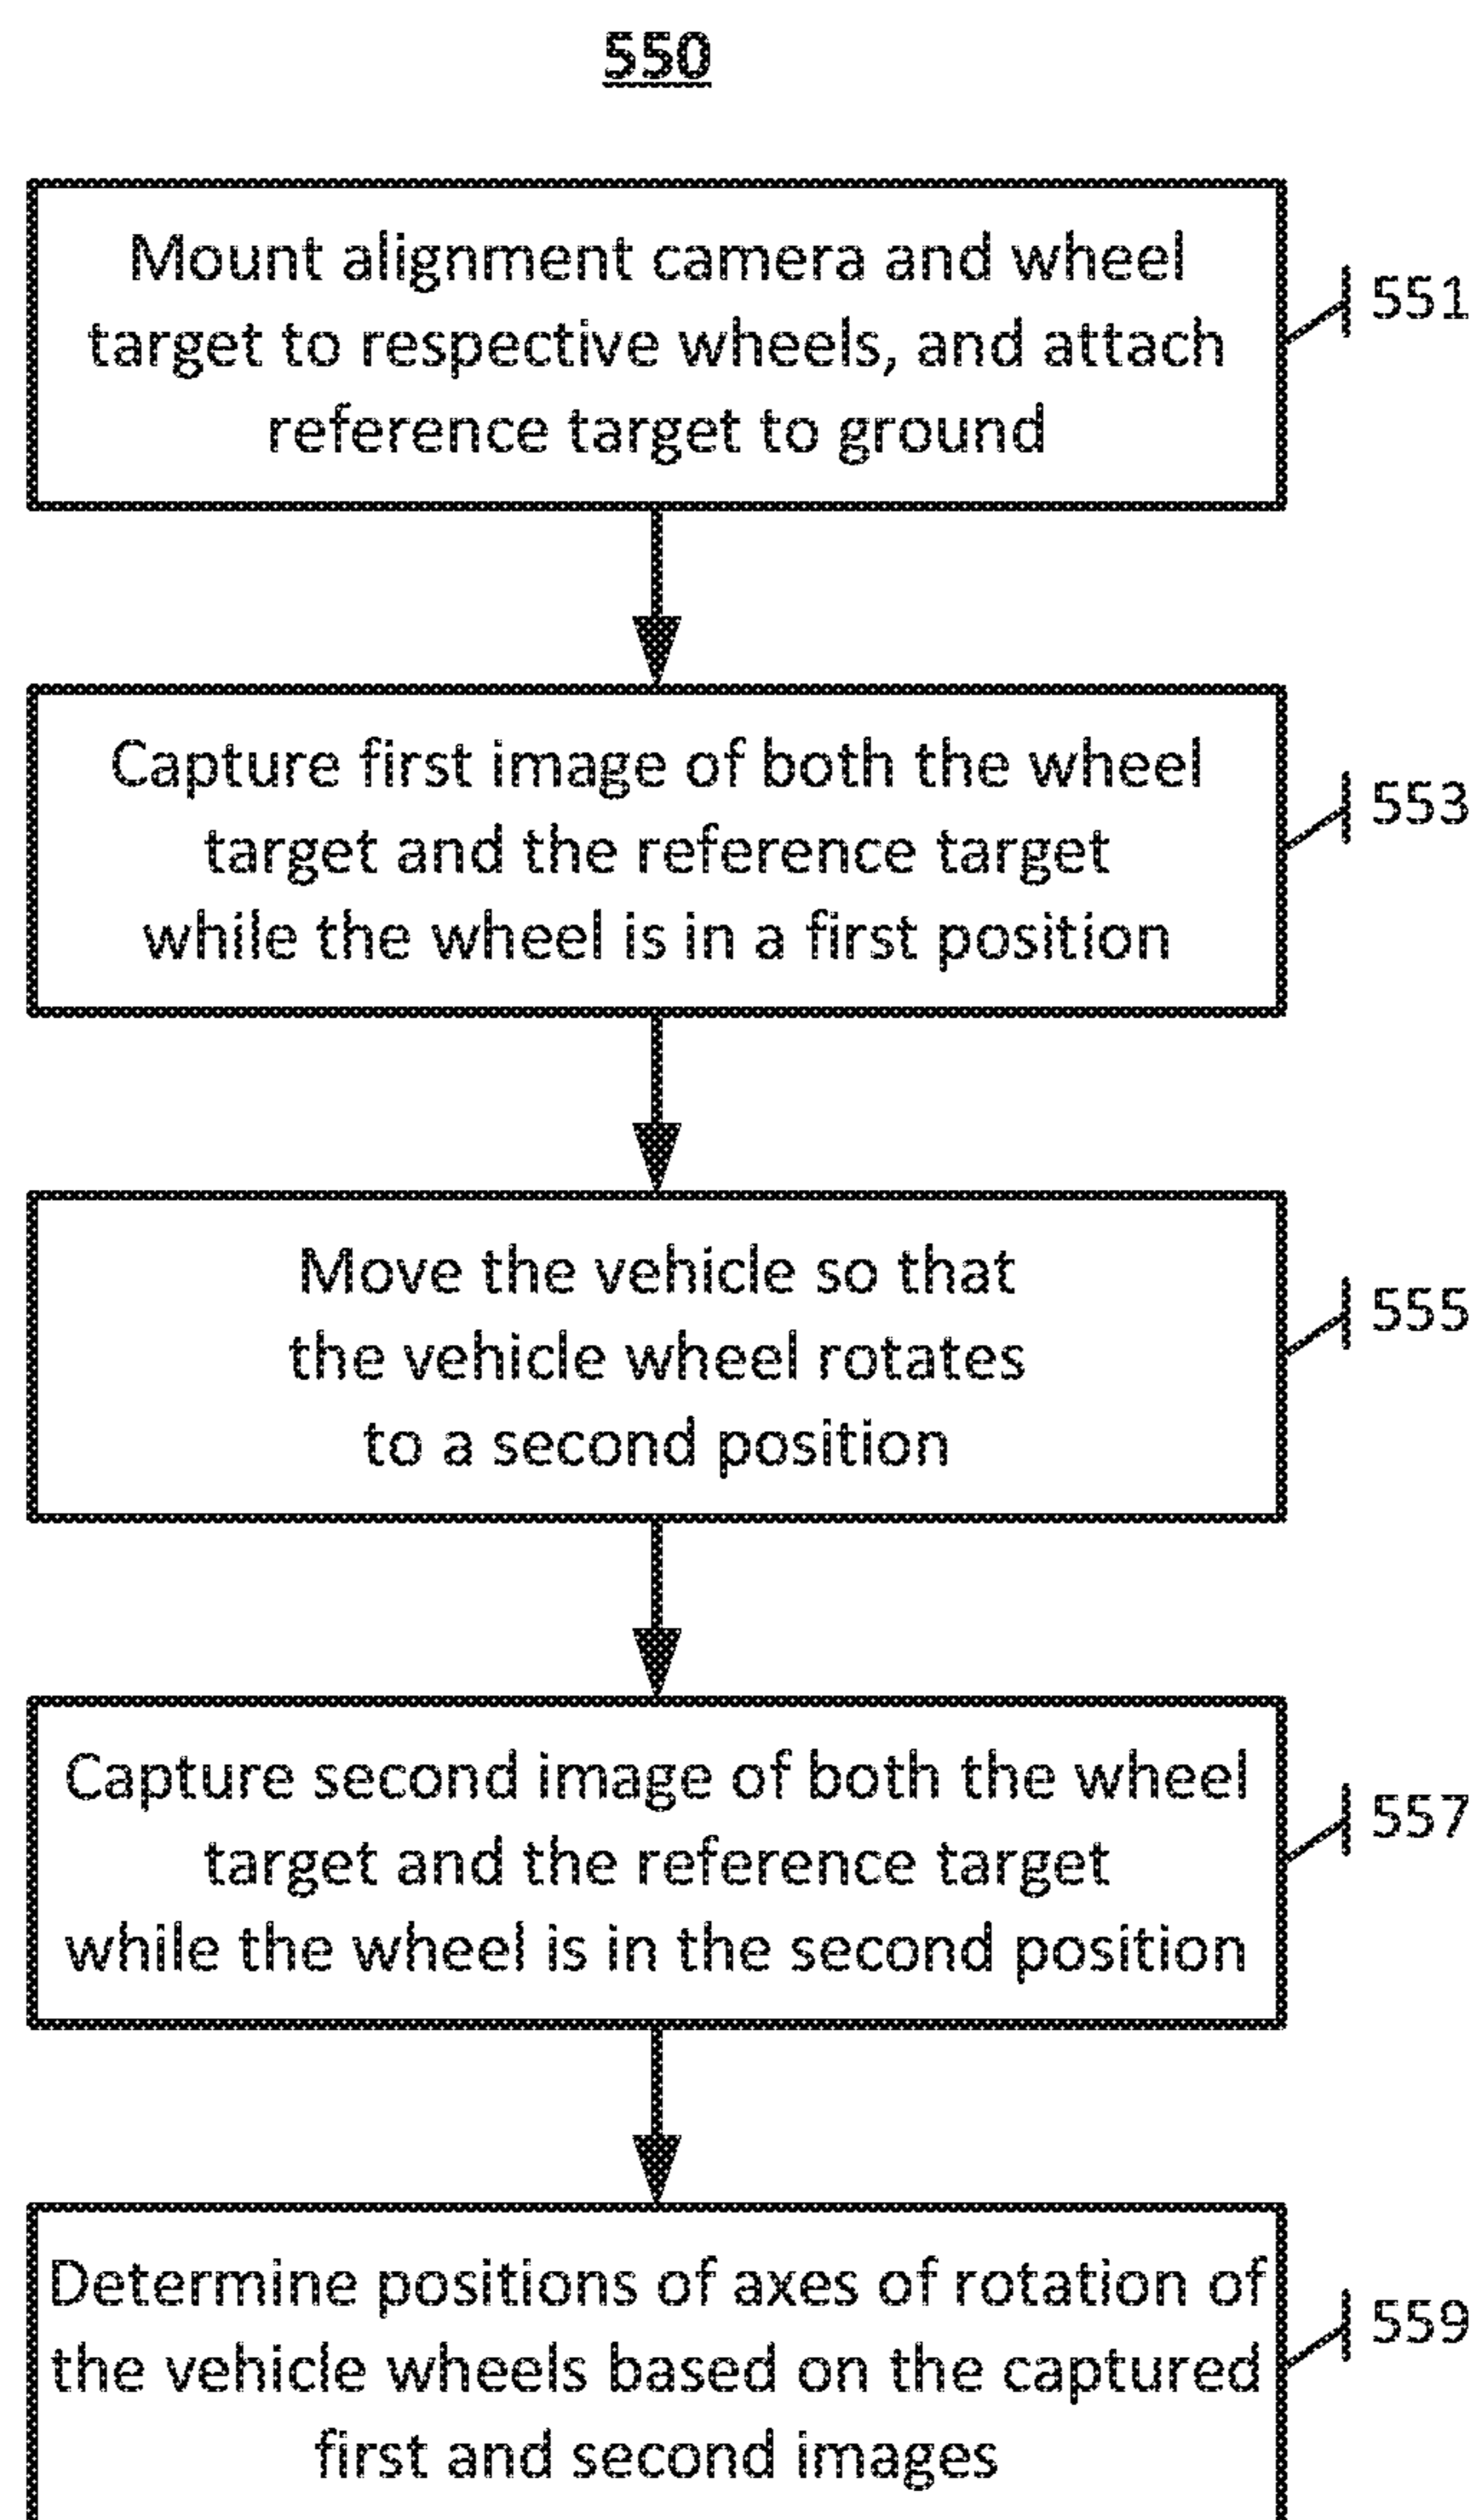 550
Mount alignment camera and wheel
target to respective wheels, and attach
reference target to ground
551
Capture first image of both the wheel
target and the reference target
while the wheel is in a first position
553
Move the vehicle so that
the vehicle wheel rotates
to a second position
555
Capture second image of both the wheel
target and the reference target
while the wheel is in the second position
557
Determine positions of axes of rotation of
the vehicle wheels based on the captured
first and second images
559